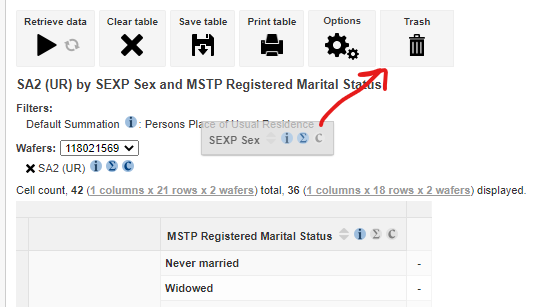 Retrieve data Clear table Save table Print table Options Trash
SA2 (UR) by SEXP Sex and MSTP Registered Marital Status
Filters:
Default Summation i : Persons Place of Usual Residence
SEXP Sex i Σ C
Wafers: 118021569
SA2 (UR) i Σ C
Cell count, 42 (1 columns x 21 rows x 2 wafers) total, 36 (1 columns x 18 rows x 2 wafers) displayed.
MSTP Registered Marital Status i Σ C
Never married -
Widowed -